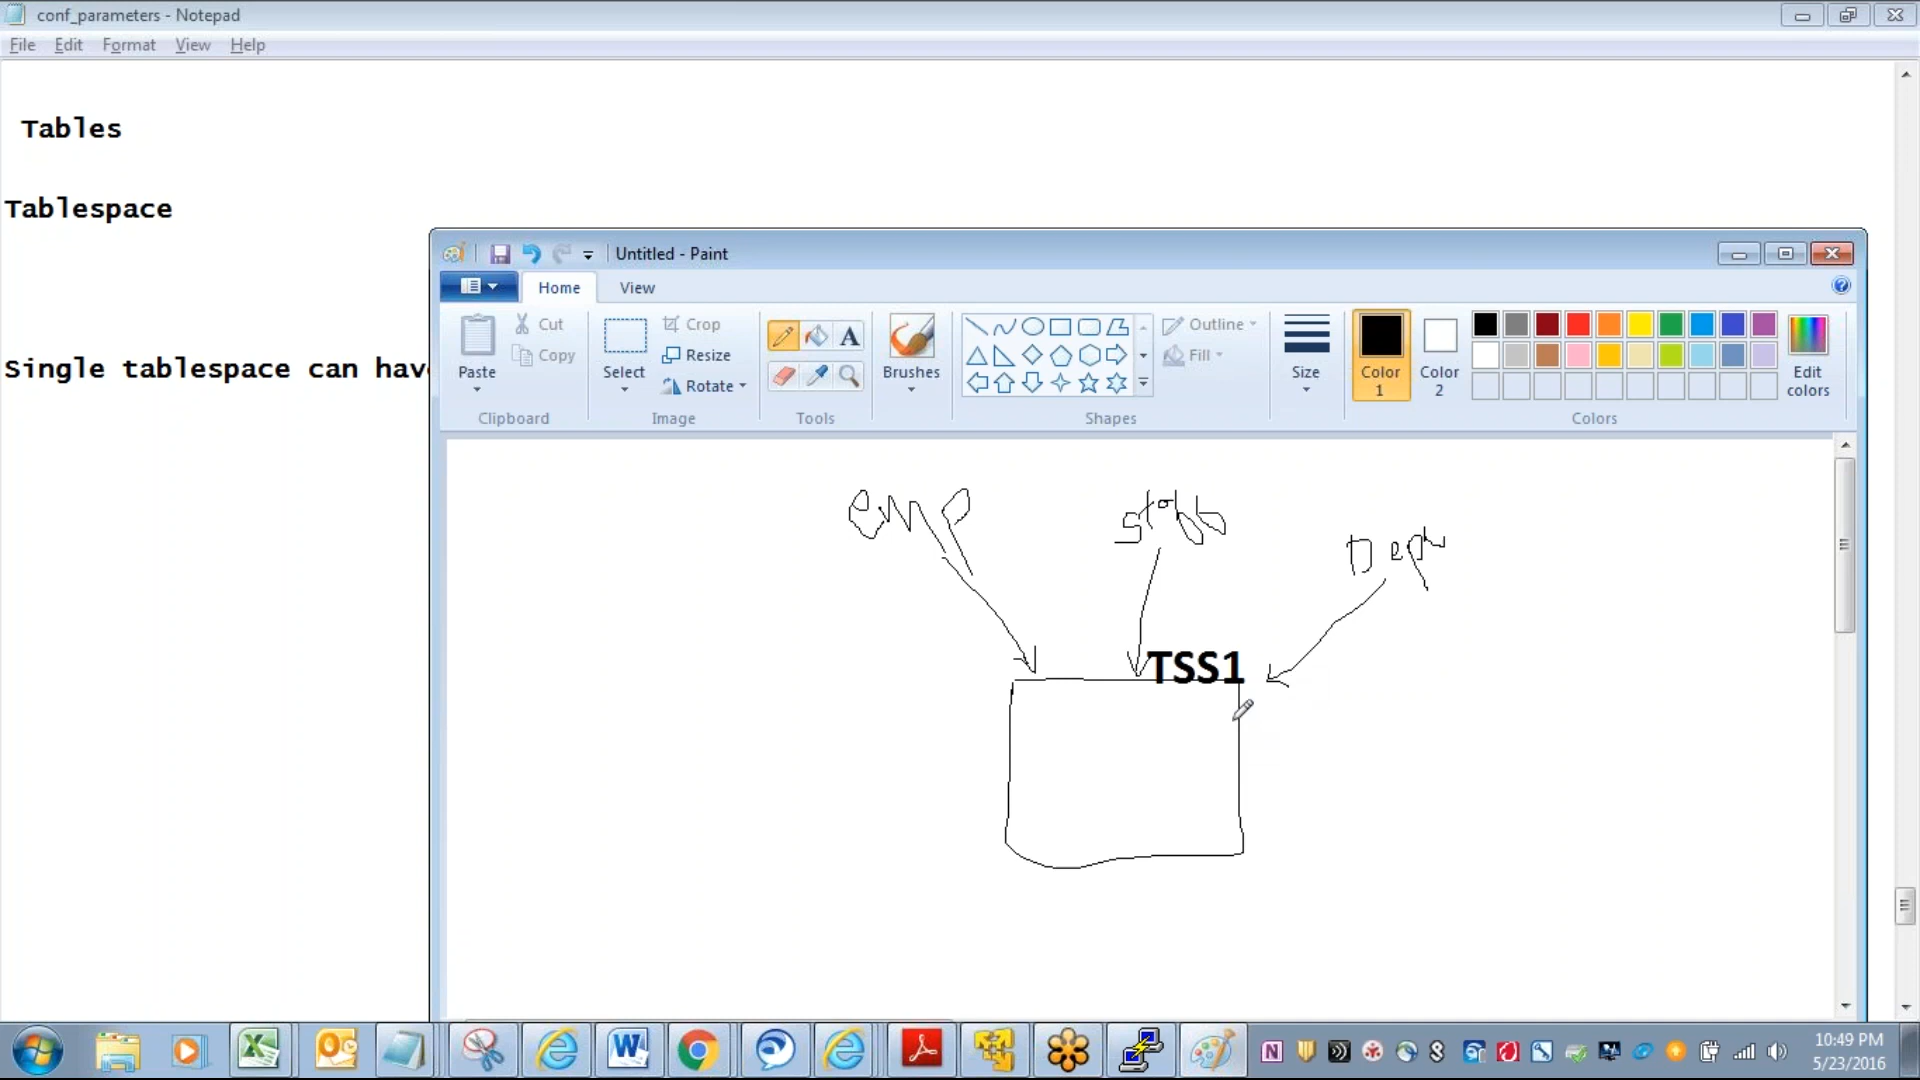 conf_parameters - Notepad
File Edit Format View Help
Tables
Tablespace
Single tablespace can hav
Untitled - Paint
Home View
Paste
Cut
Copy
Clipboard
Select
Crop
Resize
Rotate
Image
Tools
Brushes
Shapes
Outline
Fill
Size
Color 1
Color 2
Edit colors
Colors
emp
staff
Dept
TSS1
10:49 PM
5/23/2016